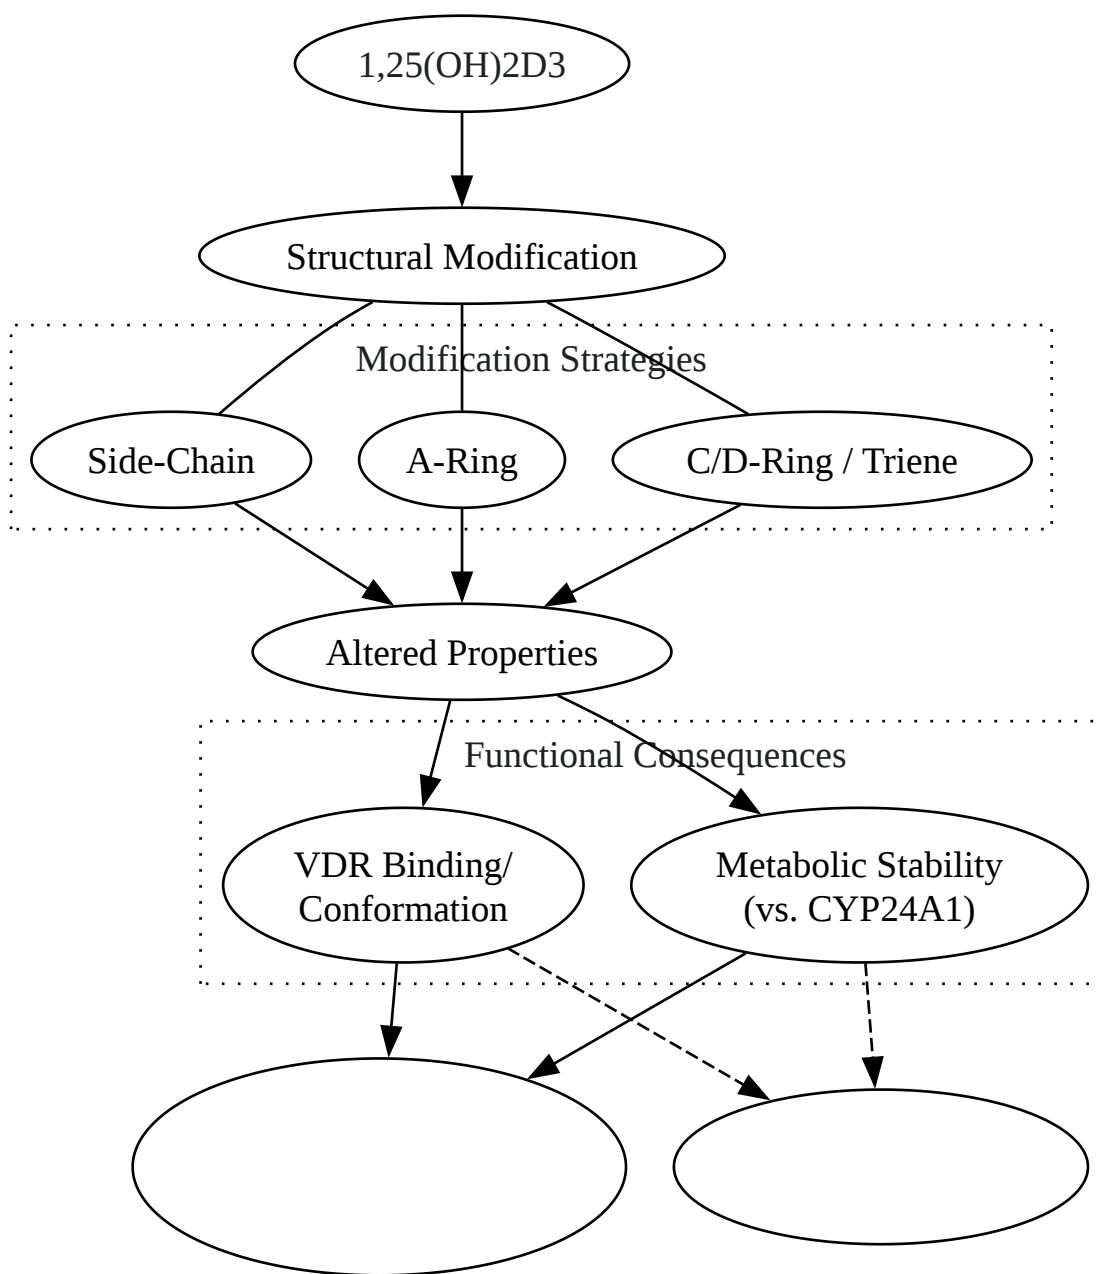 1,25(OH)2D3
Structural Modification
Modification Strategies
Side-Chain
A-Ring
C/D-Ring / Triene
Altered Properties
Functional Consequences
VDR Binding/
Conformation
Metabolic Stability
(vs. CYP24A1)